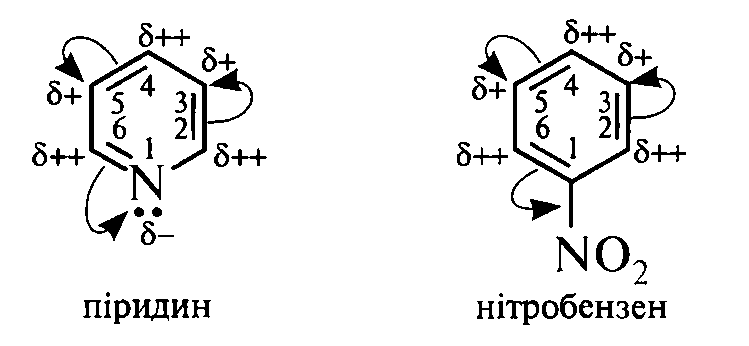 δ++ δ++
δ+ δ+
δ+ 5 4 3 δ+ 5 4 3
6 2 6 2
δ++ 1 δ++ δ++ 1 δ++
N
δ− NO₂
піридин нітробензен